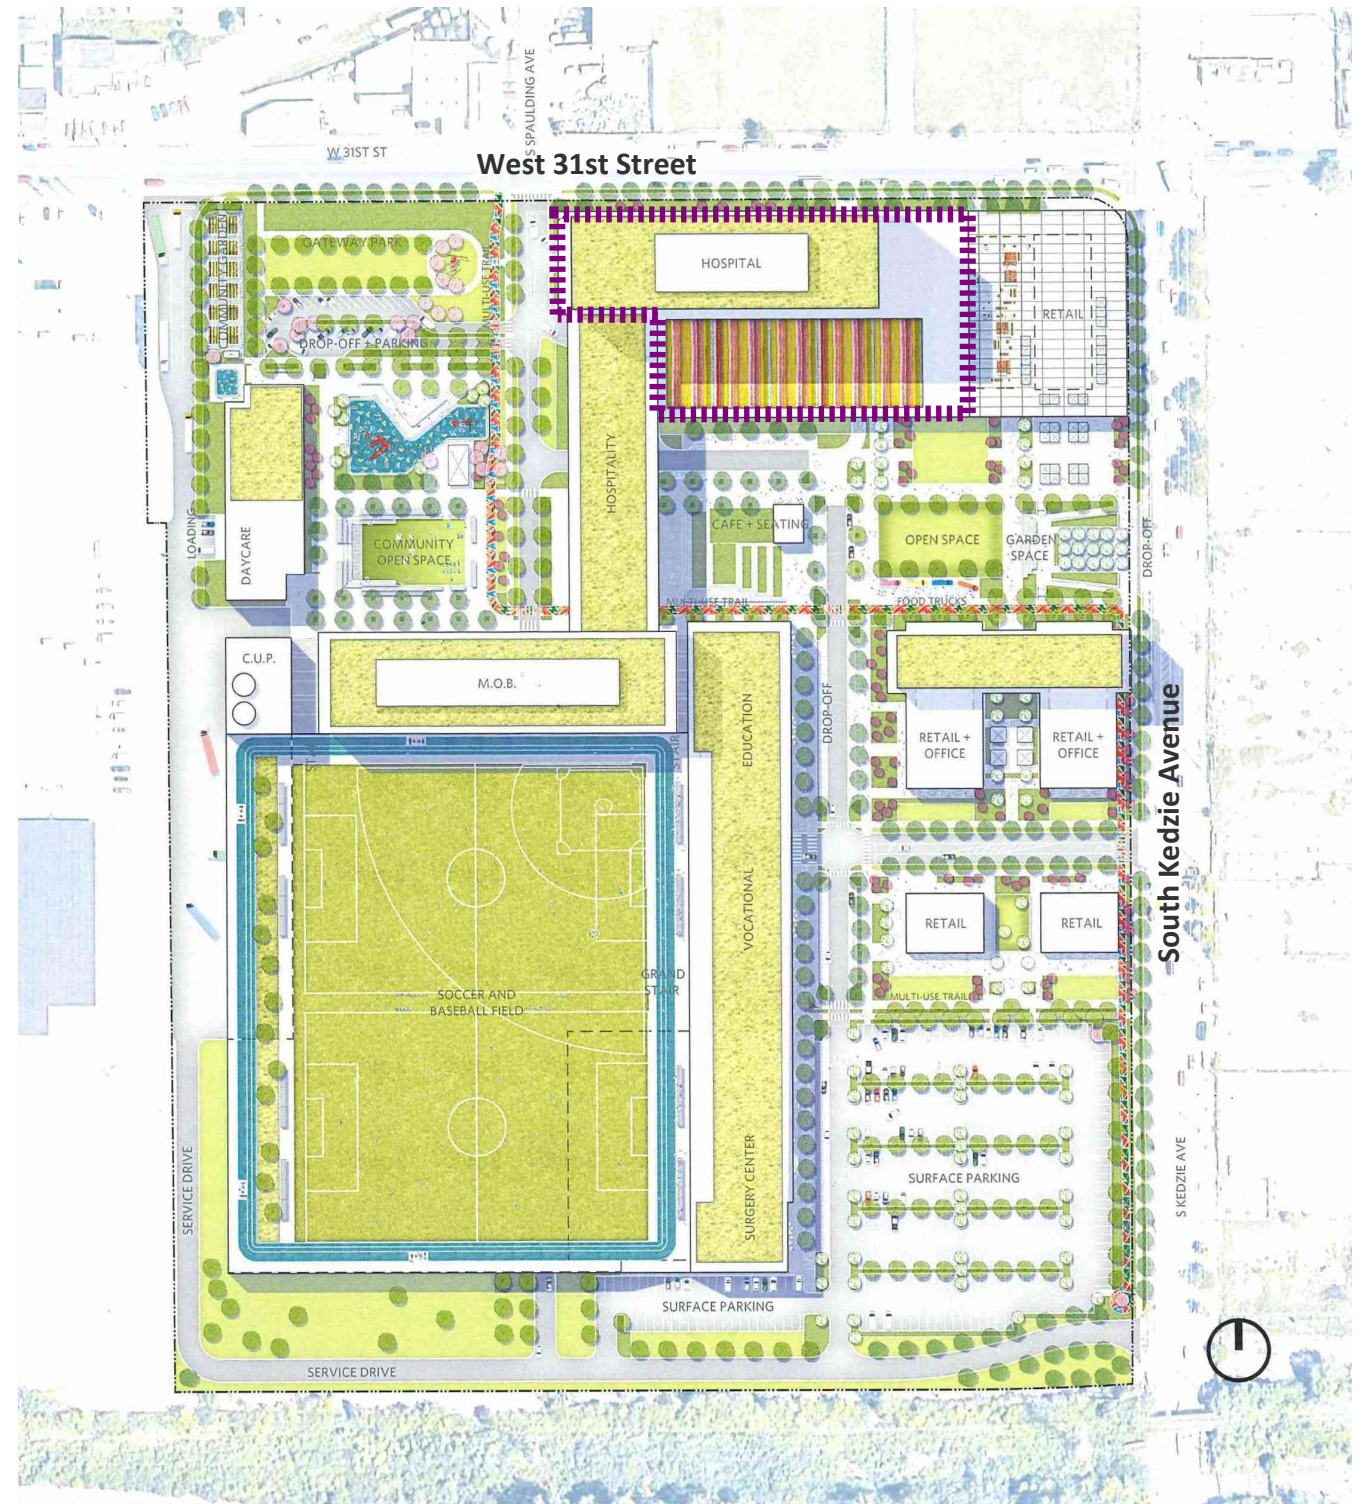 S SPAULDING AVE
W 31ST ST
West 31st Street
COMMUNITY GARDEN
GATEWAY PARK
MULTI-USE TRAIL
HOSPITAL
RETAIL
DROP-OFF + PARKING
HOSPITALITY
LOADING
DAYCARE
COMMUNITY
OPEN SPACE
CAFE + SEATING
OPEN SPACE
GARDEN
SPACE
DROP-OFF
MULTI-USE TRAIL
FOOD TRUCKS
C.U.P.
M.O.B.
EDUCATION
DROP-OFF
STAIR
STAIR
RETAIL +
OFFICE
RETAIL +
OFFICE
South Kedzie Avenue
VOCATIONAL
RETAIL
RETAIL
GRAND
STAIR
SOCCER AND
BASEBALL FIELD
MULTI-USE TRAIL
SERVICE DRIVE
SURGERY CENTER
SURFACE PARKING
S KEDZIE AVE
SURFACE PARKING
SERVICE DRIVE